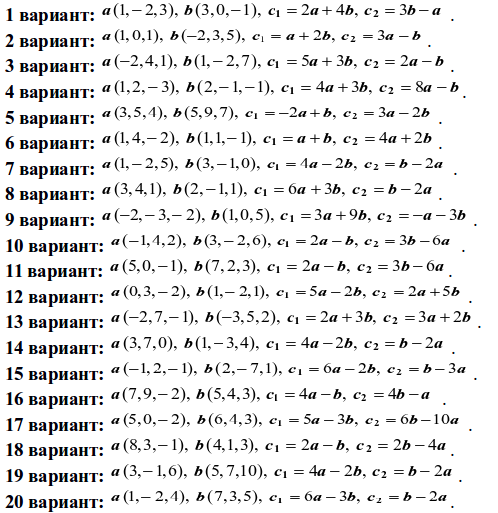 1 вариант: a(1,−2,3), b(3,0,−1), c₁=2a+4b, c₂=3b−a .
2 вариант: a(1,0,1), b(−2,3,5), c₁=a+2b, c₂=3a−b .
3 вариант: a(−2,4,1), b(1,−2,7), c₁=5a+3b, c₂=2a−b .
4 вариант: a(1,2,−3), b(2,−1,−1), c₁=4a+3b, c₂=8a−b .
5 вариант: a(3,5,4), b(5,9,7), c₁=−2a+b, c₂=3a−2b .
6 вариант: a(1,4,−2), b(1,1,−1), c₁=a+b, c₂=4a+2b .
7 вариант: a(1,−2,5), b(3,−1,0), c₁=4a−2b, c₂=b−2a .
8 вариант: a(3,4,1), b(2,−1,1), c₁=6a+3b, c₂=b−2a .
9 вариант: a(−2,−3,−2), b(1,0,5), c₁=3a+9b, c₂=−a−3b .
10 вариант: a(−1,4,2), b(3,−2,6), c₁=2a−b, c₂=3b−6a .
11 вариант: a(5,0,−1), b(7,2,3), c₁=2a−b, c₂=3b−6a .
12 вариант: a(0,3,−2), b(1,−2,1), c₁=5a−2b, c₂=2a+5b .
13 вариант: a(−2,7,−1), b(−3,5,2), c₁=2a+3b, c₂=3a+2b .
14 вариант: a(3,7,0), b(1,−3,4), c₁=4a−2b, c₂=b−2a .
15 вариант: a(−1,2,−1), b(2,−7,1), c₁=6a−2b, c₂=b−3a .
16 вариант: a(7,9,−2), b(5,4,3), c₁=4a−b, c₂=4b−a .
17 вариант: a(5,0,−2), b(6,4,3), c₁=5a−3b, c₂=6b−10a .
18 вариант: a(8,3,−1), b(4,1,3), c₁=2a−b, c₂=2b−4a .
19 вариант: a(3,−1,6), b(5,7,10), c₁=4a−2b, c₂=b−2a .
20 вариант: a(1,−2,4), b(7,3,5), c₁=6a−3b, c₂=b−2a .